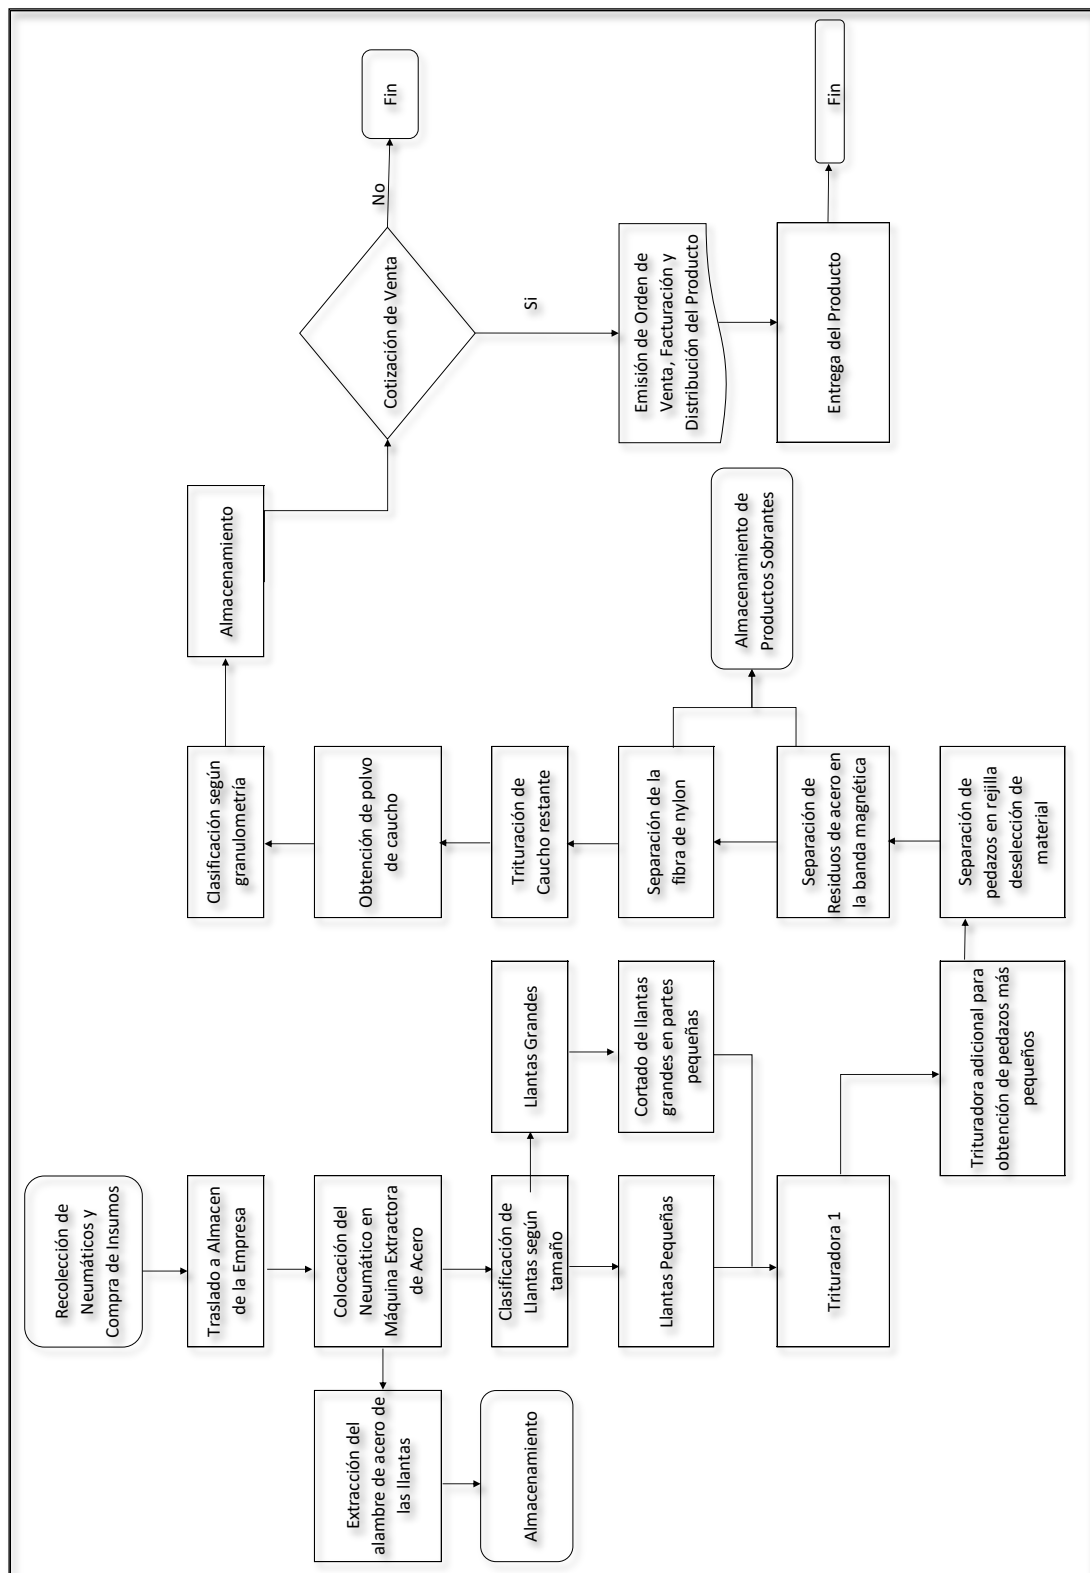 Recolección de
Neumáticos y
Compra de Insumos
Traslado a Almacen
de la Empresa
Colocación del
Neumático en
Máquina Extractora
de Acero
Extracción del
alambre de acero de
las llantas
Almacenamiento
Clasificación de
Llantas según
tamaño
Llantas Grandes
Llantas Pequeñas
Cortado de llantas
grandes en partes
pequeñas
Trituradora 1
Trituradora adicional para
obtención de pedazos más
pequeños
Separación de
pedazos en rejilla
deselección de
material
Separación de
Residuos de acero en
la banda magnética
Separación de la
fibra de nylon
Almacenamiento de
Productos Sobrantes
Trituración de
Caucho restante
Obtención de polvo
de caucho
Clasificación según
granulometría
Almacenamiento
Cotización de Venta
No
Fin
Si
Emisión de Orden de
Venta, Facturación y
Distribución del Producto
Entrega del Producto
Fin